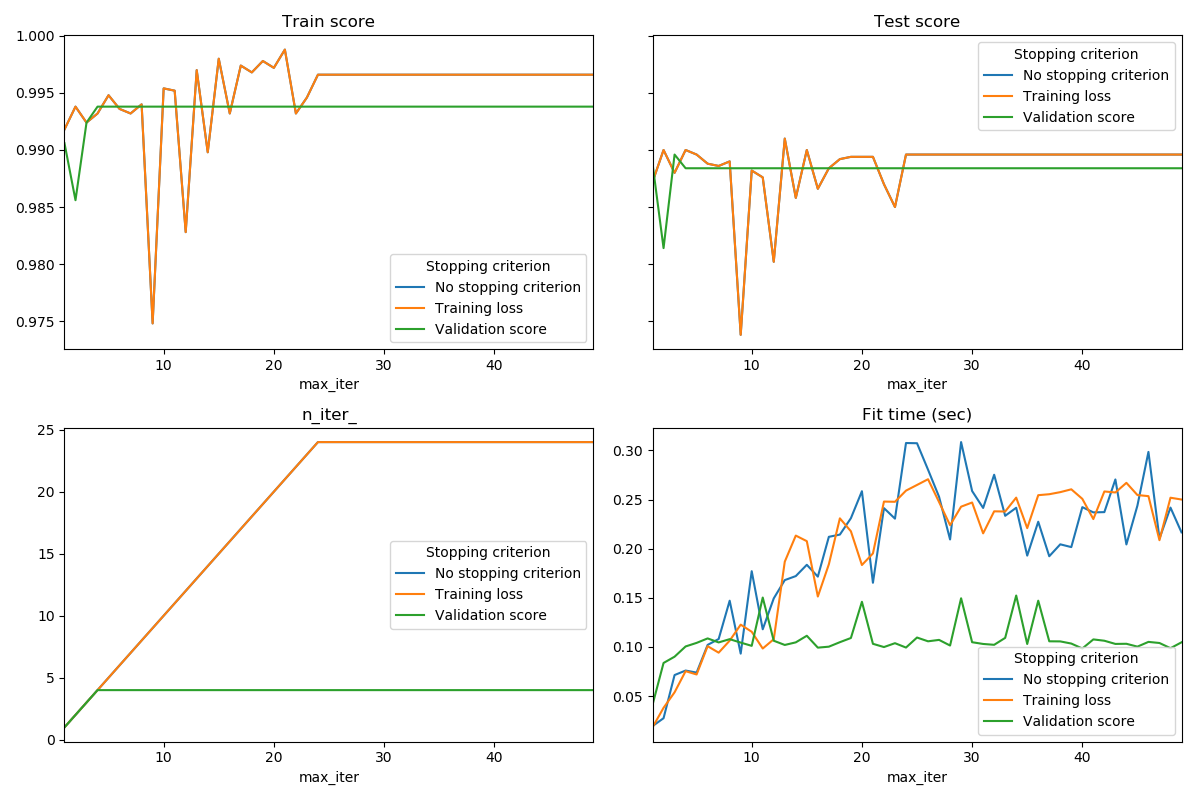 Train score
1.000
0.995
0.990
0.985
0.980
0.975
Stopping criterion
No stopping criterion
Training loss
Validation score
10 20 30 40
max_iter
Test score
Stopping criterion
No stopping criterion
Training loss
Validation score
10 20 30 40
max_iter
n_iter_
25
20
15
10
5
0
Stopping criterion
No stopping criterion
Training loss
Validation score
10 20 30 40
max_iter
Fit time (sec)
0.30
0.25
0.20
0.15
0.10
0.05
Stopping criterion
No stopping criterion
Training loss
Validation score
10 20 30 40
max_iter